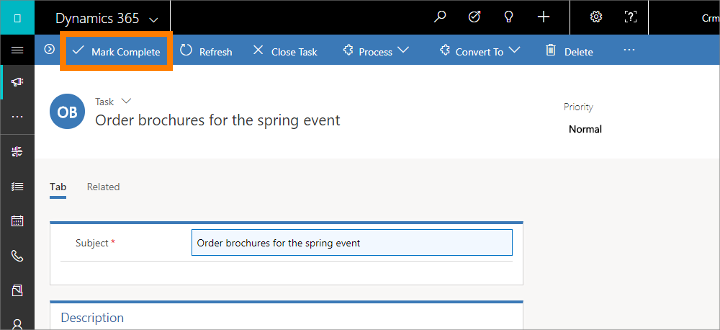 Dynamics 365
Crm
Mark Complete Refresh Close Task Process Convert To Delete
OB
Task
Order brochures for the spring event
Priority
Normal
Tab Related
Subject * Order brochures for the spring event
Description